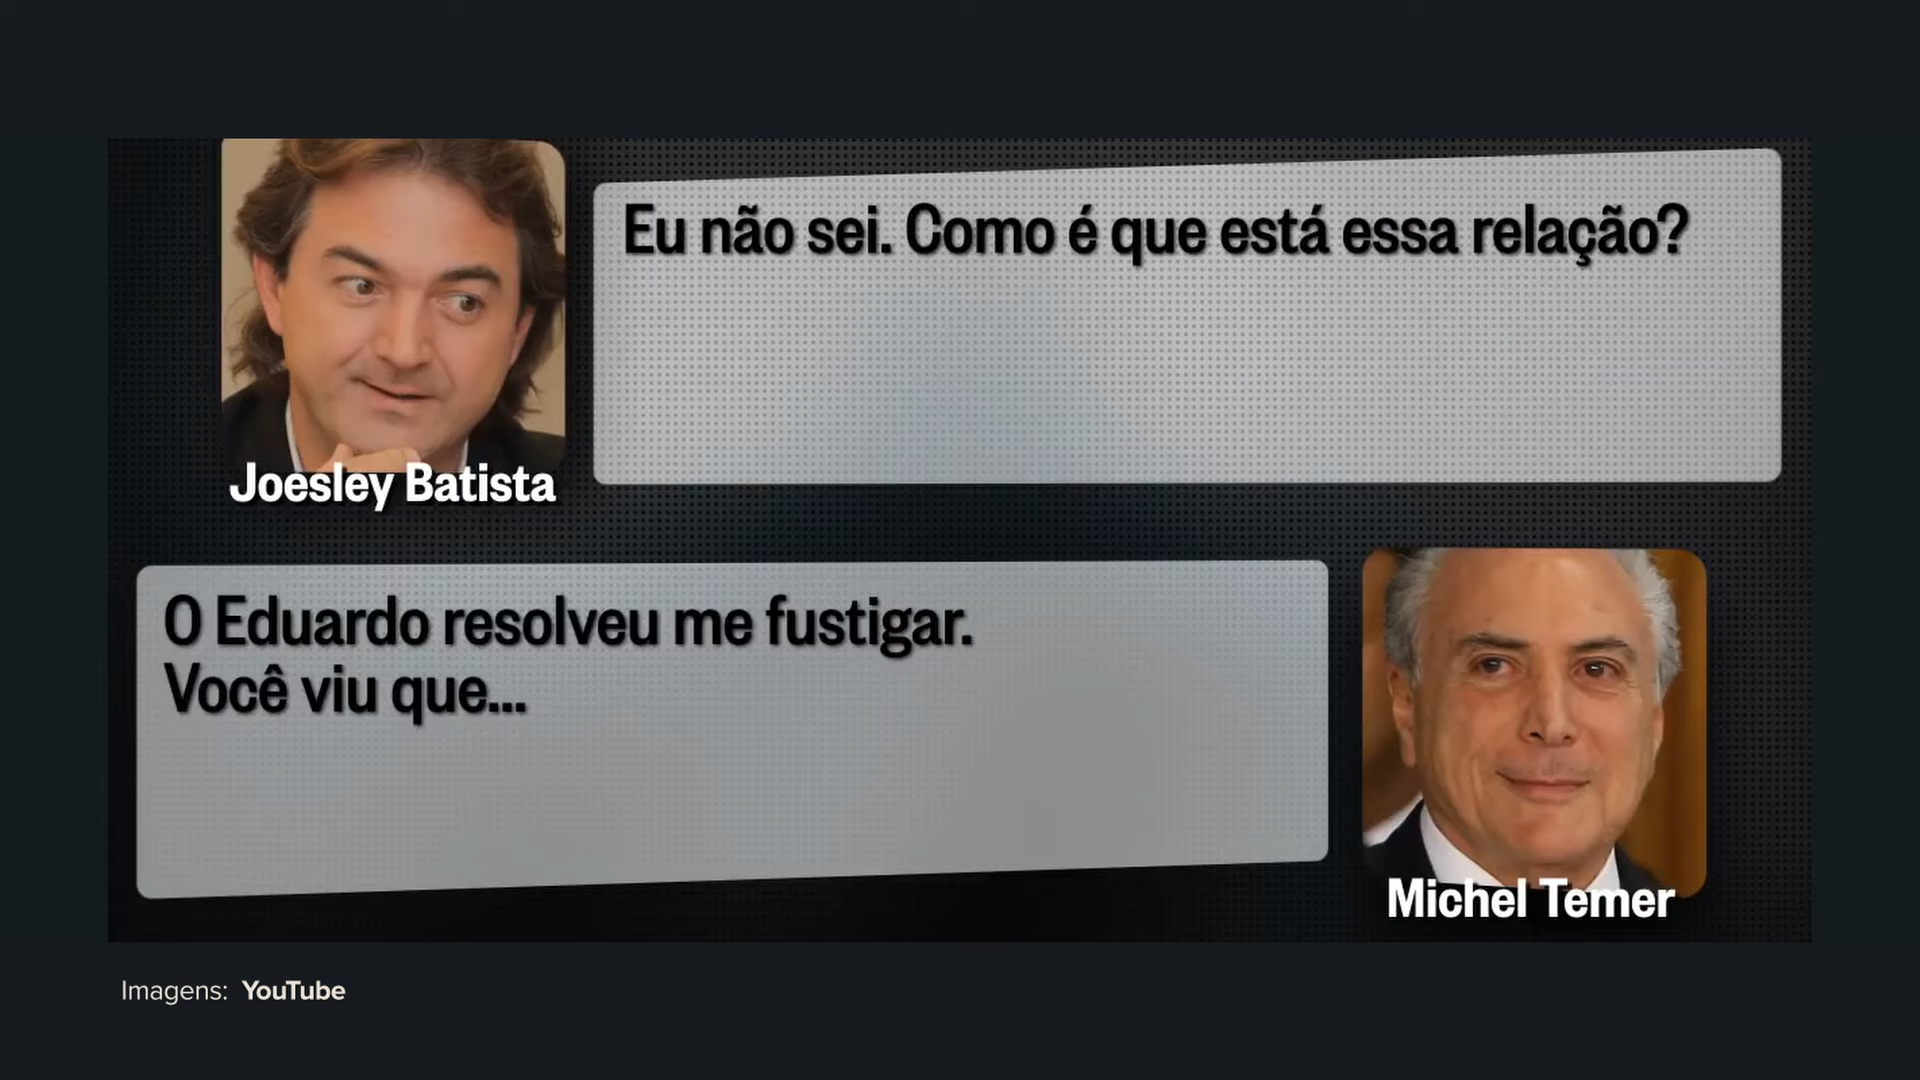 Eu não sei. Como é que está essa relação?
Joesley Batista
O Eduardo resolveu me fustigar.
Você viu que...
Michel Temer
Imagens: YouTube